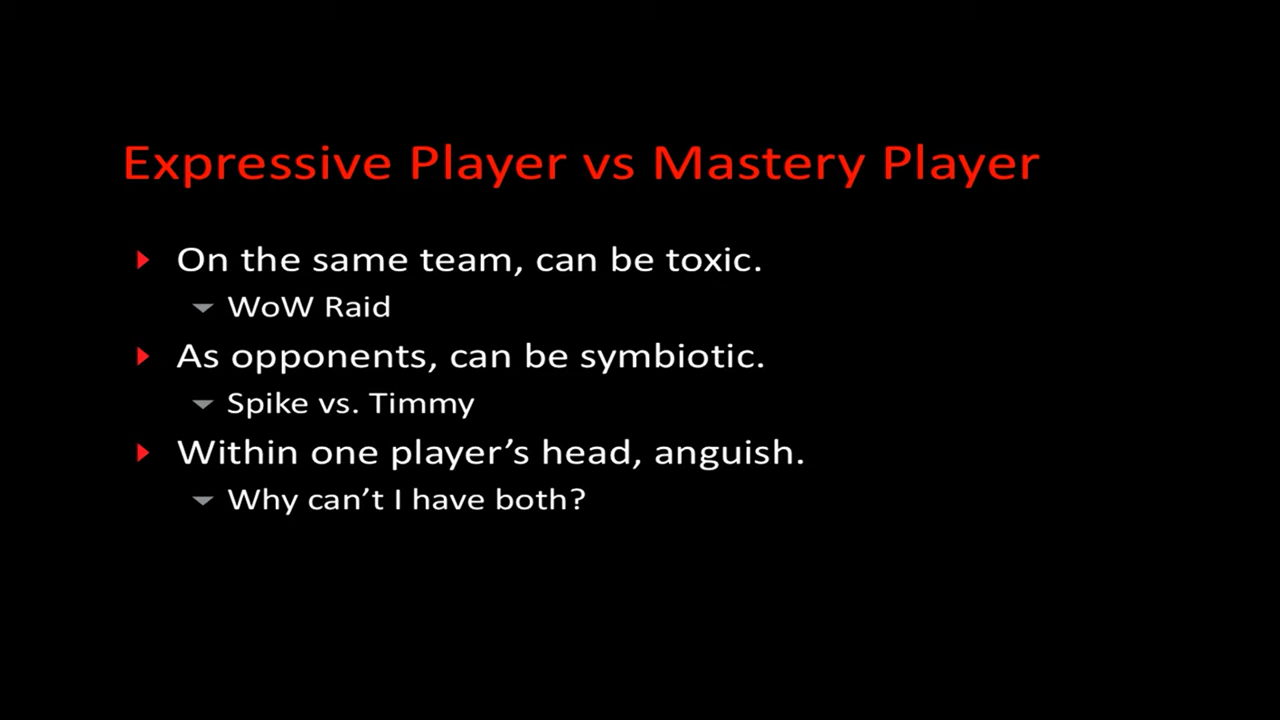 Expressive Player vs Mastery Player
On the same team, can be toxic.
WoW Raid
As opponents, can be symbiotic.
Spike vs. Timmy
Within one player’s head, anguish.
Why can’t I have both?